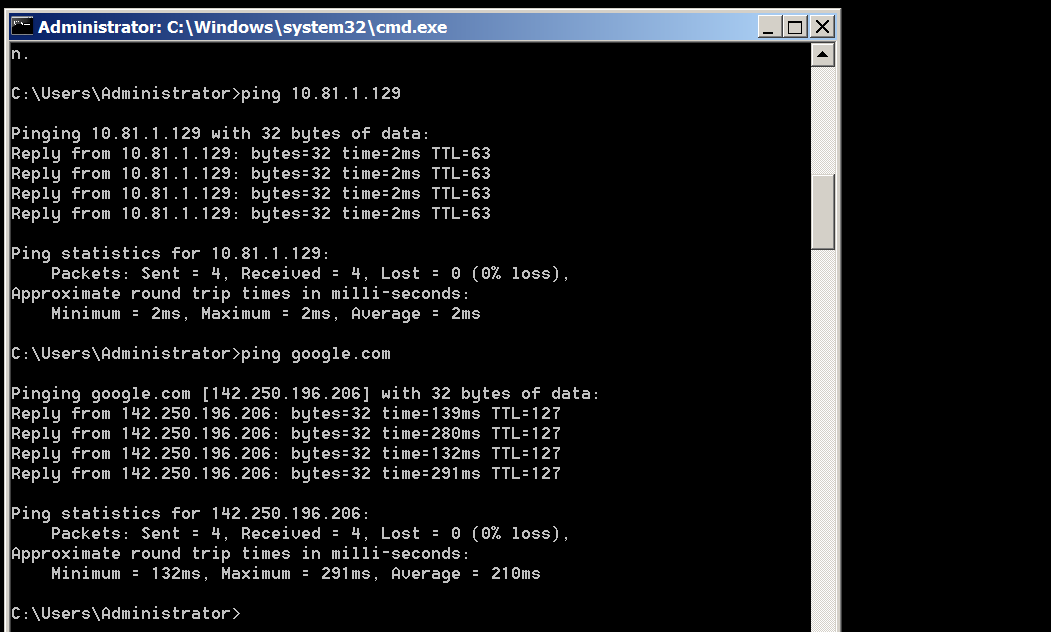 Administrator: C:\Windows\system32\cmd.exe
n.
C:\Users\Administrator>ping 10.81.1.129
Pinging 10.81.1.129 with 32 bytes of data:
Reply from 10.81.1.129: bytes=32 time=2ms TTL=63
Reply from 10.81.1.129: bytes=32 time=2ms TTL=63
Reply from 10.81.1.129: bytes=32 time=2ms TTL=63
Reply from 10.81.1.129: bytes=32 time=2ms TTL=63
Ping statistics for 10.81.1.129:
    Packets: Sent = 4, Received = 4, Lost = 0 (0% loss),
Approximate round trip times in milli-seconds:
    Minimum = 2ms, Maximum = 2ms, Average = 2ms
C:\Users\Administrator>ping google.com
Pinging google.com [142.250.196.206] with 32 bytes of data:
Reply from 142.250.196.206: bytes=32 time=139ms TTL=127
Reply from 142.250.196.206: bytes=32 time=280ms TTL=127
Reply from 142.250.196.206: bytes=32 time=132ms TTL=127
Reply from 142.250.196.206: bytes=32 time=291ms TTL=127
Ping statistics for 142.250.196.206:
    Packets: Sent = 4, Received = 4, Lost = 0 (0% loss),
Approximate round trip times in milli-seconds:
    Minimum = 132ms, Maximum = 291ms, Average = 210ms
C:\Users\Administrator>